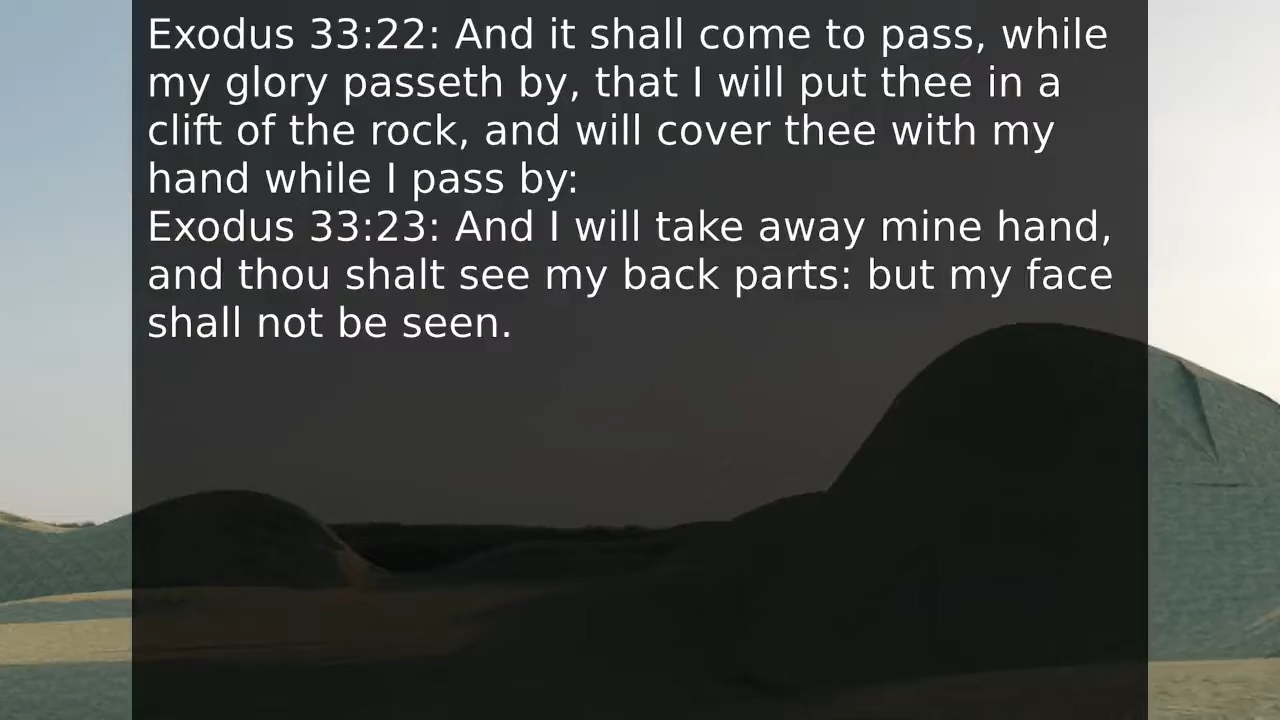 Exodus 33:22: And it shall come to pass, while
my glory passeth by, that I will put thee in a
clift of the rock, and will cover thee with my
hand while I pass by:
Exodus 33:23: And I will take away mine hand,
and thou shalt see my back parts: but my face
shall not be seen.